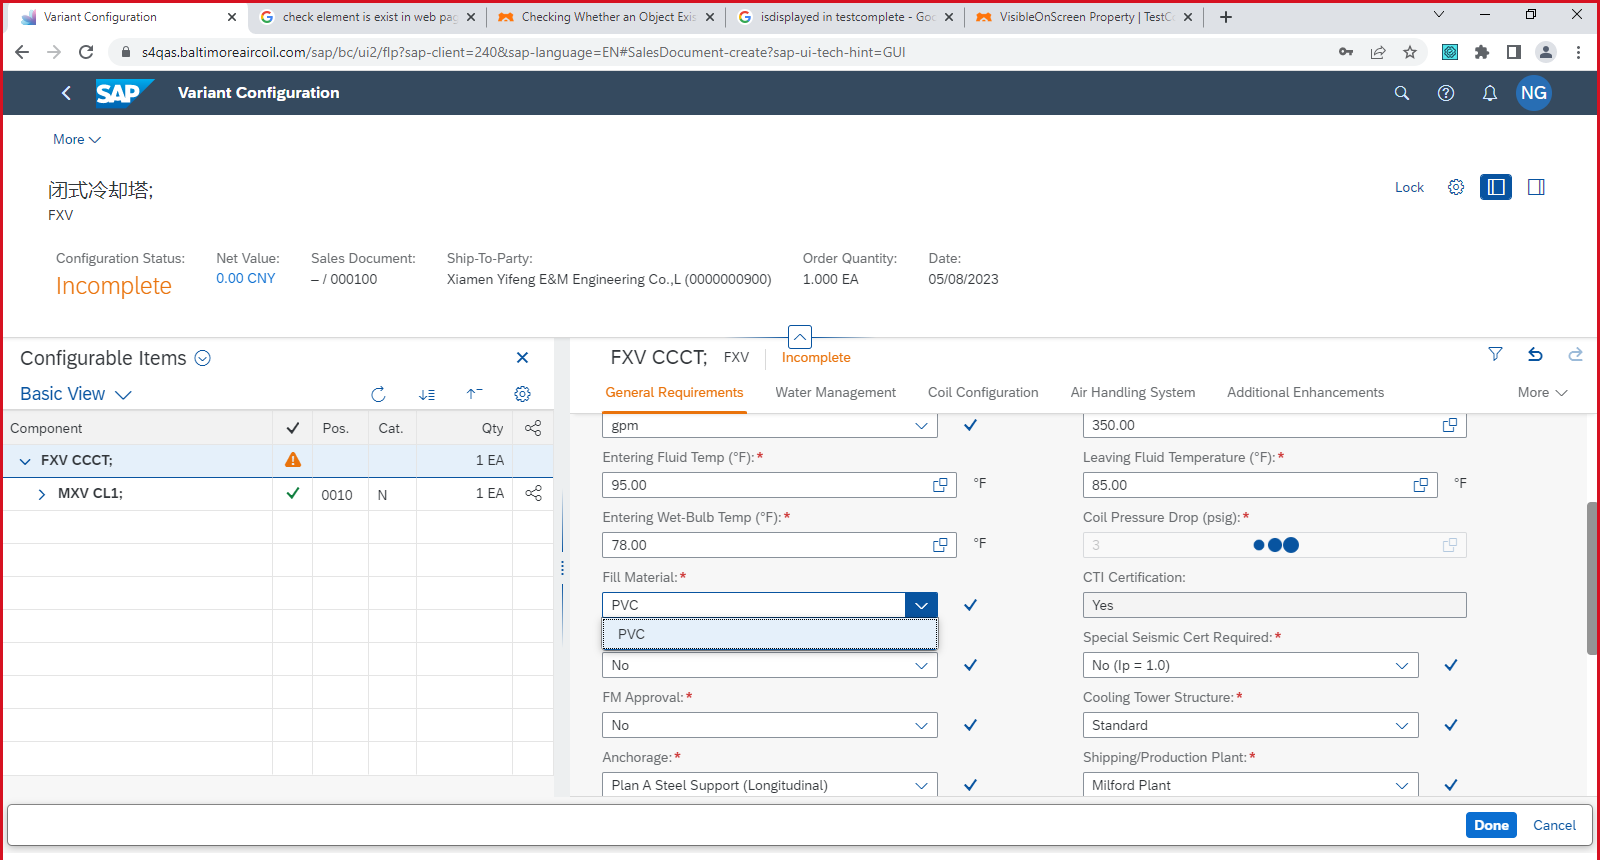 Variant Configuration
check element is exist in web pag
Checking Whether an Object Exis
isdisplayed in testcomplete - Goo
VisibleOnScreen Property | TestCo
s4qas.baltimoreaircoil.com/sap/bc/ui2/flp?sap-client=240&sap-language=EN#SalesDocument-create?sap-ui-tech-hint=GUI
SAP
Variant Configuration
NG
More
闭式冷却塔;
FXV
Lock
Configuration Status:
Incomplete
Net Value:
0.00 CNY
Sales Document:
– / 000100
Ship-To-Party:
Xiamen Yifeng E&M Engineering Co.,L (0000000900)
Order Quantity:
1.000 EA
Date:
05/08/2023
Configurable Items
Basic View
Component Pos. Cat. Qty
FXV CCCT; 1 EA
MXV CL1; 0010 N 1 EA
FXV CCCT; FXV Incomplete
General Requirements Water Management Coil Configuration Air Handling System Additional Enhancements More
gpm
350.00
Entering Fluid Temp (°F):*
95.00 °F
Leaving Fluid Temperature (°F):*
85.00 °F
Entering Wet-Bulb Temp (°F):*
78.00 °F
Coil Pressure Drop (psig):*
3
Fill Material:*
PVC
PVC
CTI Certification:
Yes
No
Special Seismic Cert Required:*
No (Ip = 1.0)
FM Approval:*
No
Cooling Tower Structure:*
Standard
Anchorage:*
Plan A Steel Support (Longitudinal)
Shipping/Production Plant:*
Milford Plant
Done Cancel